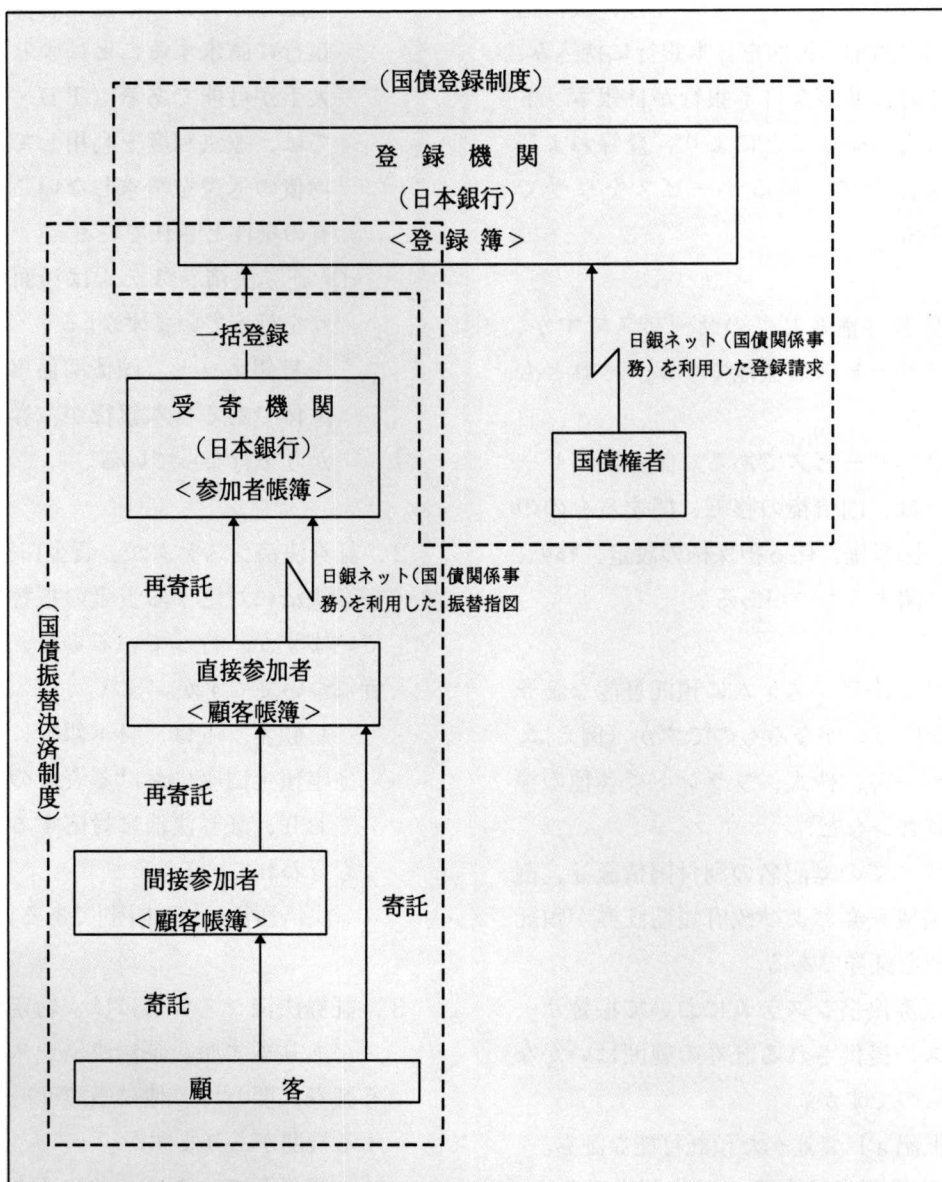 (国債登録制度)
登録機関
(日本銀行)
<登録簿>
一括登録
日銀ネット(国債関係事
務)を利用した登録請求
受寄機関
(日本銀行)
<参加者帳簿>
国債権者
再寄託
日銀ネット(国債関係事
務)を利用した振替指図
(国債振替決済制度)
直接参加者
<顧客帳簿>
再寄託
寄託
間接参加者
<顧客帳簿>
寄託
顧客